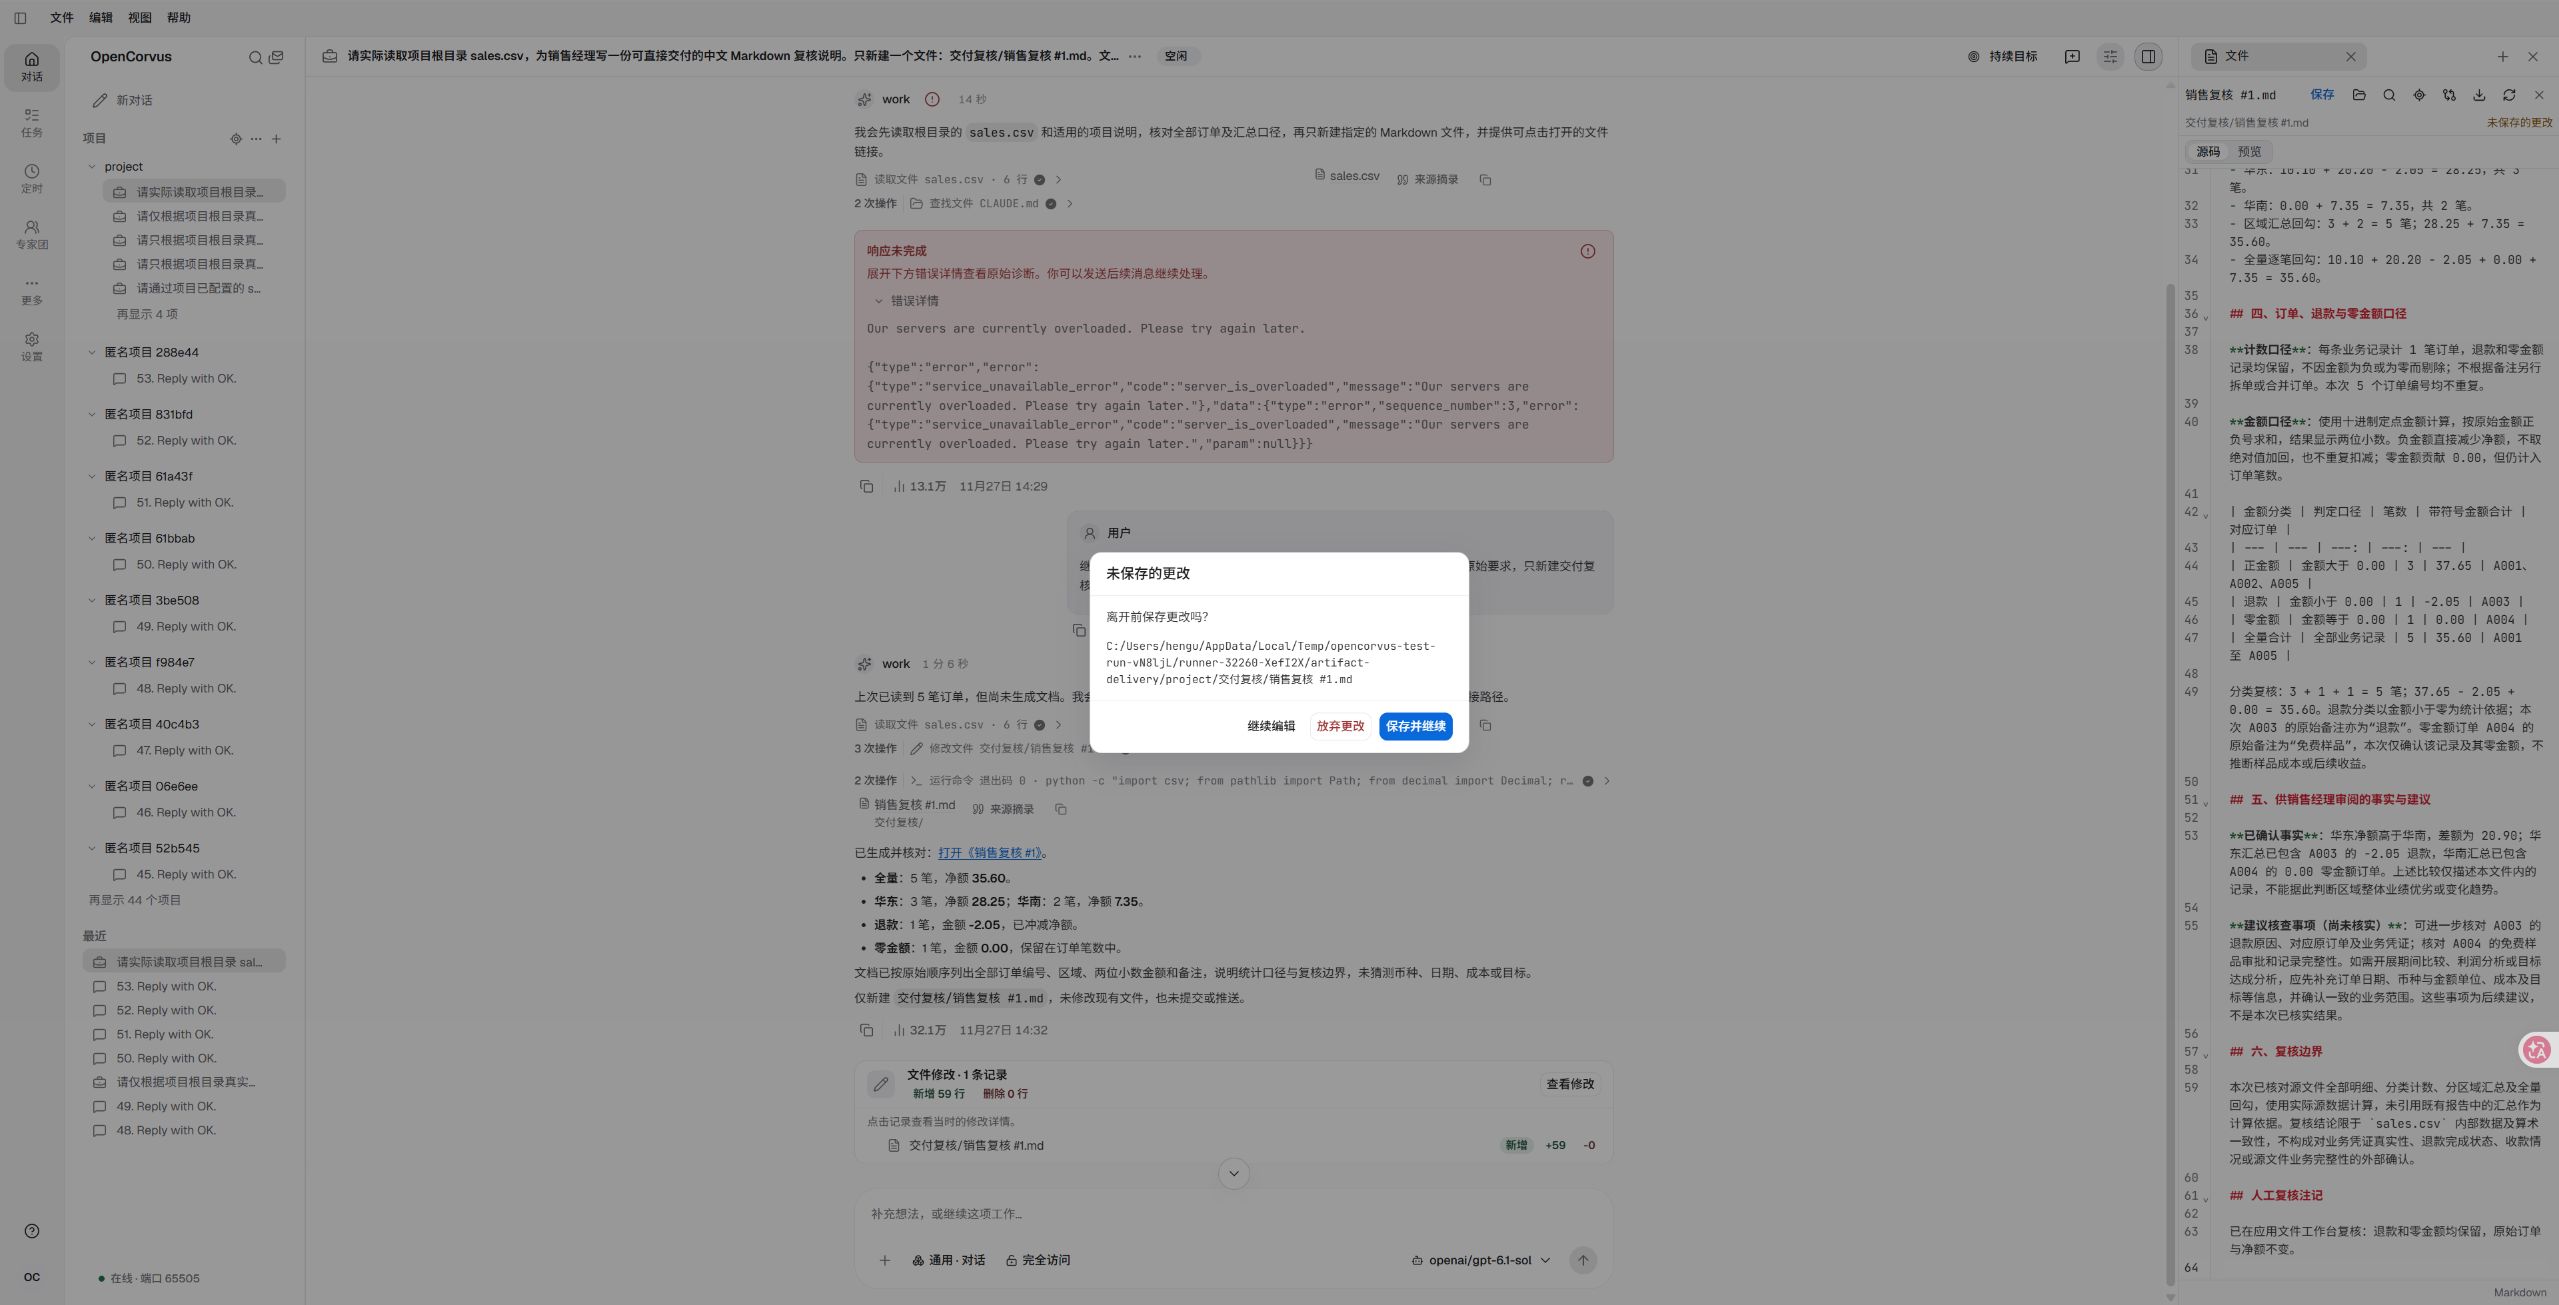 文件 编辑 视图 帮助
对话
任务
定时
专家团
更多
设置
OC
OpenCorvus
新对话
项目
project
请实际读取项目根目录...
请仅根据项目根目录真...
请只根据项目根目录真...
请只根据项目根目录真...
请通过项目已配置的 s...
再显示 4 项
匿名项目 288e44
53. Reply with OK.
匿名项目 831bfd
52. Reply with OK.
匿名项目 61a43f
51. Reply with OK.
匿名项目 61bbab
50. Reply with OK.
匿名项目 3be508
49. Reply with OK.
匿名项目 f984e7
48. Reply with OK.
匿名项目 40c4b3
47. Reply with OK.
匿名项目 06e6ee
46. Reply with OK.
匿名项目 52b545
45. Reply with OK.
再显示 44 个项目
最近
请实际读取项目根目录 sal...
53. Reply with OK.
52. Reply with OK.
51. Reply with OK.
50. Reply with OK.
请仅根据项目根目录真实...
49. Reply with OK.
48. Reply with OK.
在线 · 端口 65505
请实际读取项目根目录 sales.csv，为销售经理写一份可直接交付的中文 Markdown 复核说明。只新建一个文件：交付复核/销售复核 #1.md。文... ··· 空闲
持续目标
work 14 秒
我会先读取根目录的 sales.csv 和适用的项目说明，核对全部订单及汇总口径，再只新建指定的 Markdown 文件，并提供可点击打开的文件
链接。
读取文件 sales.csv · 6 行 sales.csv 来源摘录
2 次操作 查找文件 CLAUDE.md
响应未完成
展开下方错误详情查看原始诊断。你可以发送后续消息继续处理。
错误详情
Our servers are currently overloaded. Please try again later.
{"type":"error","error":
{"type":"service_unavailable_error","code":"server_is_overloaded","message":"Our servers are
currently overloaded. Please try again later."},"data":{"type":"error","sequence_number":3,"error":
{"type":"service_unavailable_error","code":"server_is_overloaded","message":"Our servers are
currently overloaded. Please try again later.","param":null}}}
13.1万 11月27日 14:29
用户
原始要求，只新建交付复
未保存的更改
离开前保存更改吗？
C:/Users/hengu/AppData/Local/Temp/opencorvus-test-
run-vN8ljL/runner-32260-XefI2X/artifact-
delivery/project/交付复核/销售复核 #1.md
继续编辑 放弃更改 保存并继续
work 1 分 6 秒
上次已读到 5 笔订单，但尚未生成文档。我 接路径。
读取文件 sales.csv · 6 行
3 次操作 修改文件 交付复核/销售复核 #1
2 次操作 >_ 运行命令 退出码 0 · python -c "import csv; from pathlib import Path; from decimal import Decimal; r…
销售复核 #1.md 来源摘录
交付复核/
已生成并核对：打开《销售复核 #1》。
• 全量：5 笔，净额 35.60。
• 华东：3 笔，净额 28.25；华南：2 笔，净额 7.35。
• 退款：1 笔，金额 -2.05，已冲减净额。
• 零金额：1 笔，金额 0.00，保留在订单笔数中。
文档已按原始顺序列出全部订单编号、区域、两位小数金额和备注，说明统计口径与复核边界，未猜测币种、日期、成本或目标。
仅新建 交付复核/销售复核 #1.md，未修改现有文件，也未提交或推送。
32.1万 11月27日 14:32
文件修改 · 1 条记录
新增 59 行 删除 0 行
查看修改
点击记录查看当时的修改详情。
交付复核/销售复核 #1.md 新增 +59 -0
补充想法，或继续这项工作...
通用 · 对话 完全访问 openai/gpt-6.1-sol
文件
销售复核 #1.md 保存
交付复核/销售复核 #1.md 未保存的更改
源码 预览
31 - 华东：10.10 + 20.20 - 2.05 = 28.25，共 3
笔。
32 - 华南：0.00 + 7.35 = 7.35，共 2 笔。
33 - 区域汇总回勾：3 + 2 = 5 笔；28.25 + 7.35 =
35.60。
34 - 全量逐笔回勾：10.10 + 20.20 - 2.05 + 0.00 +
7.35 = 35.60。
35
36 ## 四、订单、退款与零金额口径
37
38 **计数口径**：每条业务记录计 1 笔订单，退款和零金额
记录均保留，不因金额为负或为零而剔除；不根据备注另行
拆单或合并订单。本次 5 个订单编号均不重复。
39
40 **金额口径**：使用十进制定点金额计算，按原始金额正
负号求和，结果显示两位小数。负金额直接减少净额，不取
绝对值加回，也不重复扣减；零金额贡献 0.00，但仍计入
订单笔数。
41
42 | 金额分类 | 判定口径 | 笔数 | 带符号金额合计 |
对应订单 |
43 | --- | --- | ---: | ---: | --- |
44 | 正金额 | 金额大于 0.00 | 3 | 37.65 | A001、
A002、A005 |
45 | 退款 | 金额小于 0.00 | 1 | -2.05 | A003 |
46 | 零金额 | 金额等于 0.00 | 1 | 0.00 | A004 |
47 | 全量合计 | 全部业务记录 | 5 | 35.60 | A001
至 A005 |
48
49 分类复核：3 + 1 + 1 = 5 笔；37.65 - 2.05 +
0.00 = 35.60。退款分类以金额小于零为统计依据；本
次 A003 的原始备注亦为“退款”。零金额订单 A004 的
原始备注为“免费样品”，本次仅确认该记录及其零金额，不
推断样品成本或后续收益。
50
51 ## 五、供销售经理审阅的事实与建议
52
53 **已确认事实**：华东净额高于华南，差额为 20.90；华
东汇总已包含 A003 的 -2.05 退款，华南汇总已包含
A004 的 0.00 零金额订单。上述比较仅描述本文件内的
记录，不能据此判断区域整体业绩优劣或变化趋势。
54
55 **建议核查事项（尚未核实）**：可进一步核对 A003 的
退款原因、对应原订单及业务凭证；核对 A004 的免费样
品审批和记录完整性。如需开展期间比较、利润分析或目标
达成分析，应先补充订单日期、币种与金额单位、成本及目
标等信息，并确认一致的业务范围。这些事项为后续建议，
不是本次已核实结果。
56
57 ## 六、复核边界
58
59 本次已核对源文件全部明细、分类计数、分区域汇总及全量
回勾，使用实际源数据计算，未引用既有报告中的汇总作为
计算依据。复核结论限于 `sales.csv` 内部数据及算术
一致性，不构成对业务凭证真实性、退款完成状态、收款情
况或源文件业务完整性的外部确认。
60
61 ## 人工复核注记
62
63 已在应用文件工作台复核：退款和零金额均保留，原始订单
与净额不变。
64
Markdown